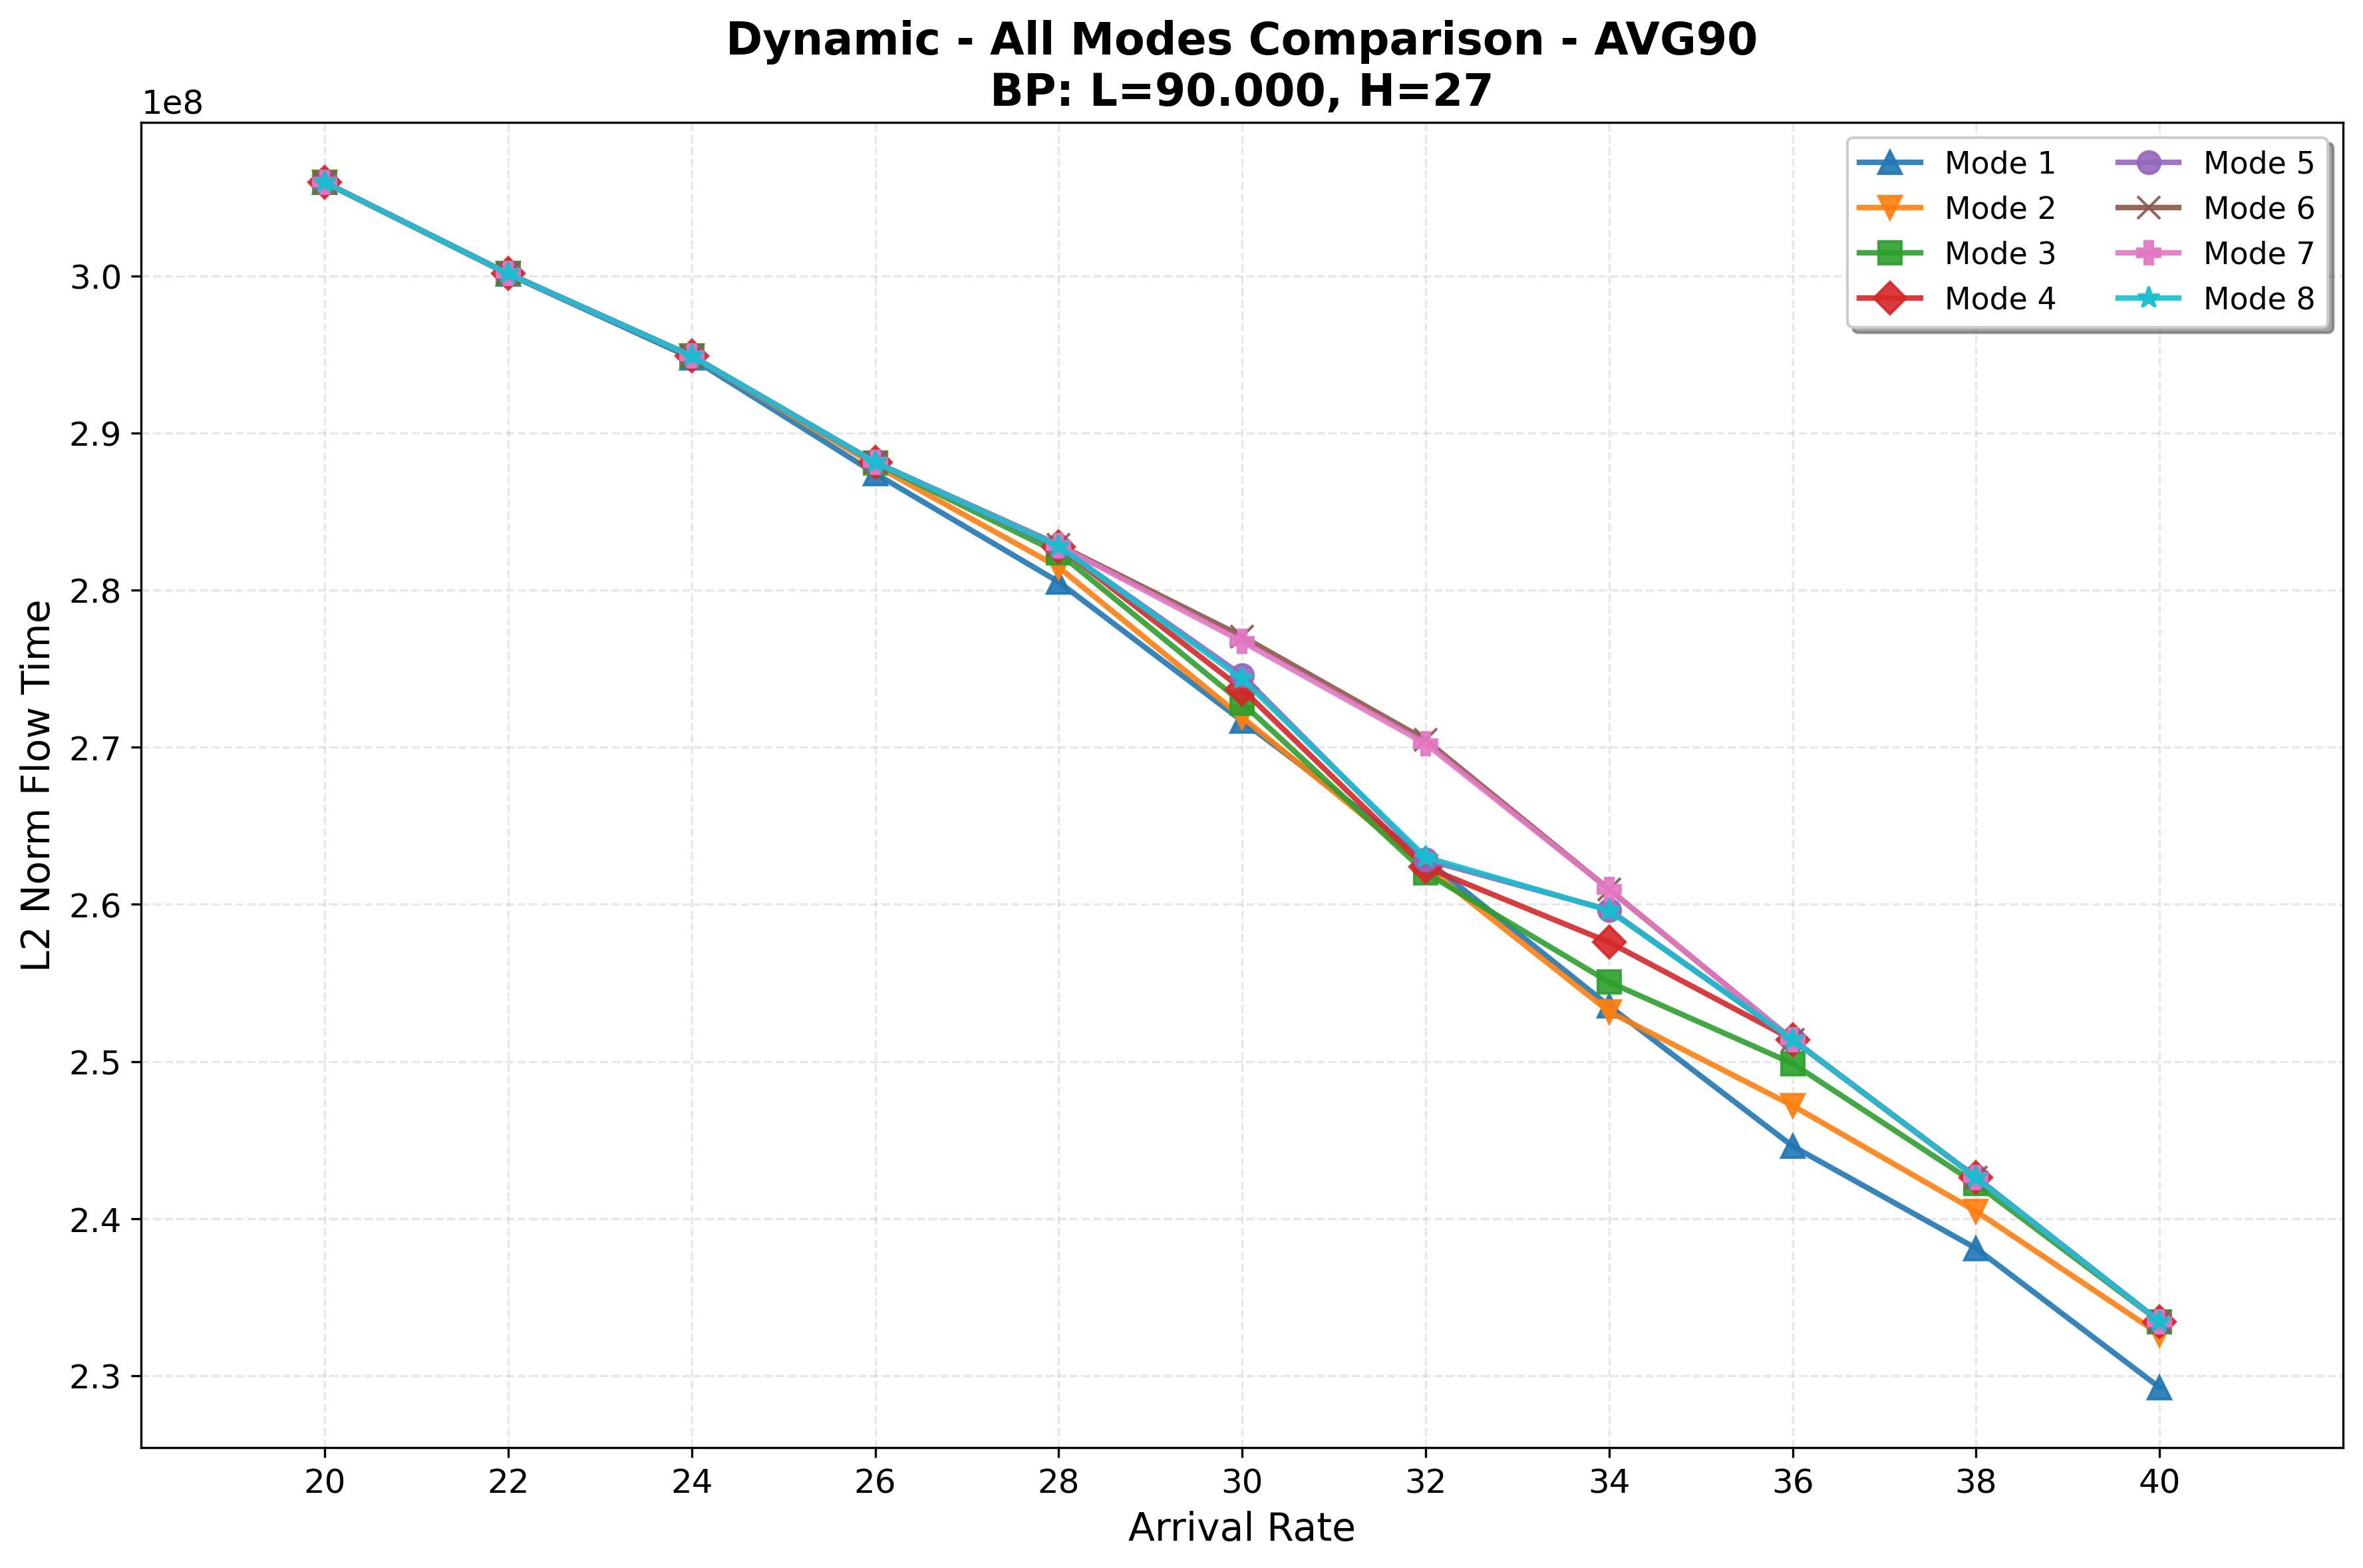 Dynamic - All Modes Comparison - AVG90
BP: L=90.000, H=27
1e8
Mode 1
Mode 2
Mode 3
Mode 4
Mode 5
Mode 6
Mode 7
Mode 8
L2 Norm Flow Time
3.0
2.9
2.8
2.7
2.6
2.5
2.4
2.3
20 22 24 26 28 30 32 34 36 38 40
Arrival Rate